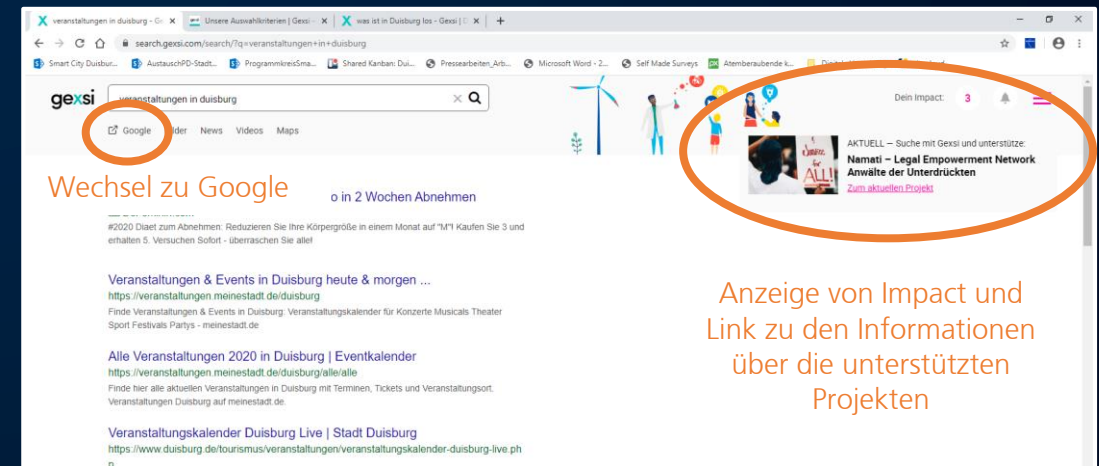 veranstaltungen in duisburg - Ge
Unsere Auswahlkriterien | Gexsi -
was ist in Duisburg los - Gexsi | D
search.gexsi.com/search/?q=veranstaltungen+in+duisburg
Smart City Duisbur...
AustauschPD-Stadt...
ProgrammkreisSma...
Shared Kanban: Dui...
Pressearbeiten_Arb...
Microsoft Word - 2...
Self Made Surveys
Atemberaubende k...
gexsi
veranstaltungen in duisburg
Dein Impact: 3
Google
News Videos Maps
J
for
ALL!
AKTUELL – Suche mit Gexsi und unterstütze:
Namati – Legal Empowerment Network
Anwälte der Unterdrückten
Zum aktuellen Projekt
Wechsel zu Google
o in 2 Wochen Abnehmen
#2020 Diaet zum Abnehmen: Reduzieren Sie Ihre Körpergröße in einem Monat auf "M"! Kaufen Sie 3 und
erhalten 5. Versuchen Sofort - überraschen Sie alle!
Veranstaltungen & Events in Duisburg heute & morgen ...
https://veranstaltungen.meinestadt.de/duisburg
Finde Veranstaltungen & Events in Duisburg: Veranstaltungskalender für Konzerte Musicals Theater
Sport Festivals Partys - meinestadt.de
Alle Veranstaltungen 2020 in Duisburg | Eventkalender
https://veranstaltungen.meinestadt.de/duisburg/alle/alle
Finde hier alle aktuellen Veranstaltungen in Duisburg mit Terminen, Tickets und Veranstaltungsort.
Veranstaltungen Duisburg auf meinestadt.de.
Veranstaltungskalender Duisburg Live | Stadt Duisburg
https://www.duisburg.de/tourismus/veranstaltungen/veranstaltungskalender-duisburg-live.ph
p
Anzeige von Impact und
Link zu den Informationen
über die unterstützten
Projekten